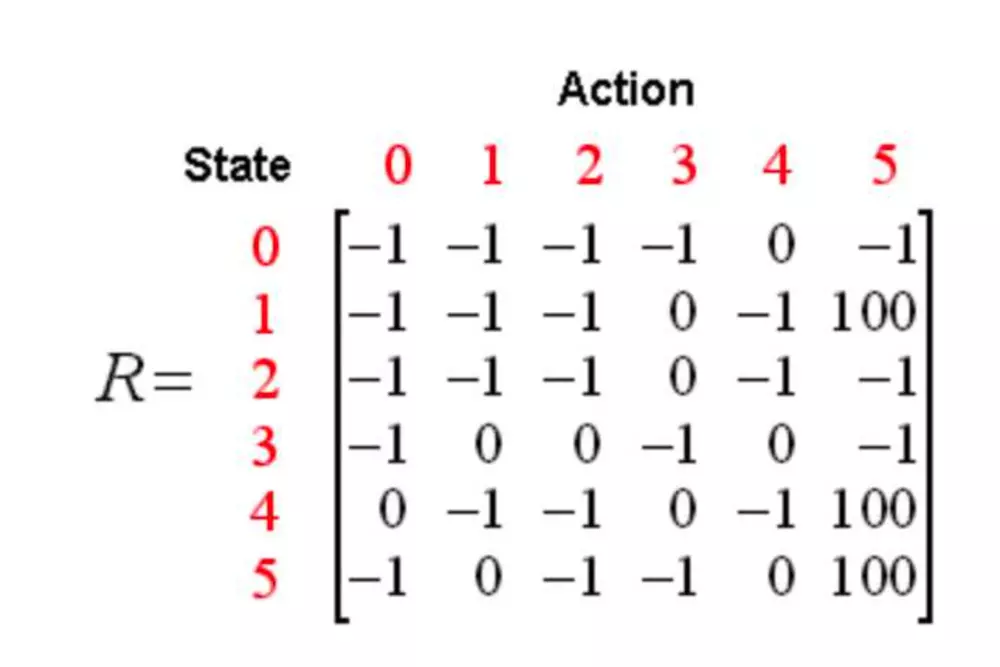 Action
State 0 1 2 3 4 5
0 −1 −1 −1 −1 0 −1
1 −1 −1 −1 0 −1 100
R= 2 −1 −1 −1 0 −1 −1
3 −1 0 0 −1 0 −1
4 0 −1 −1 0 −1 100
5 −1 0 −1 −1 0 100